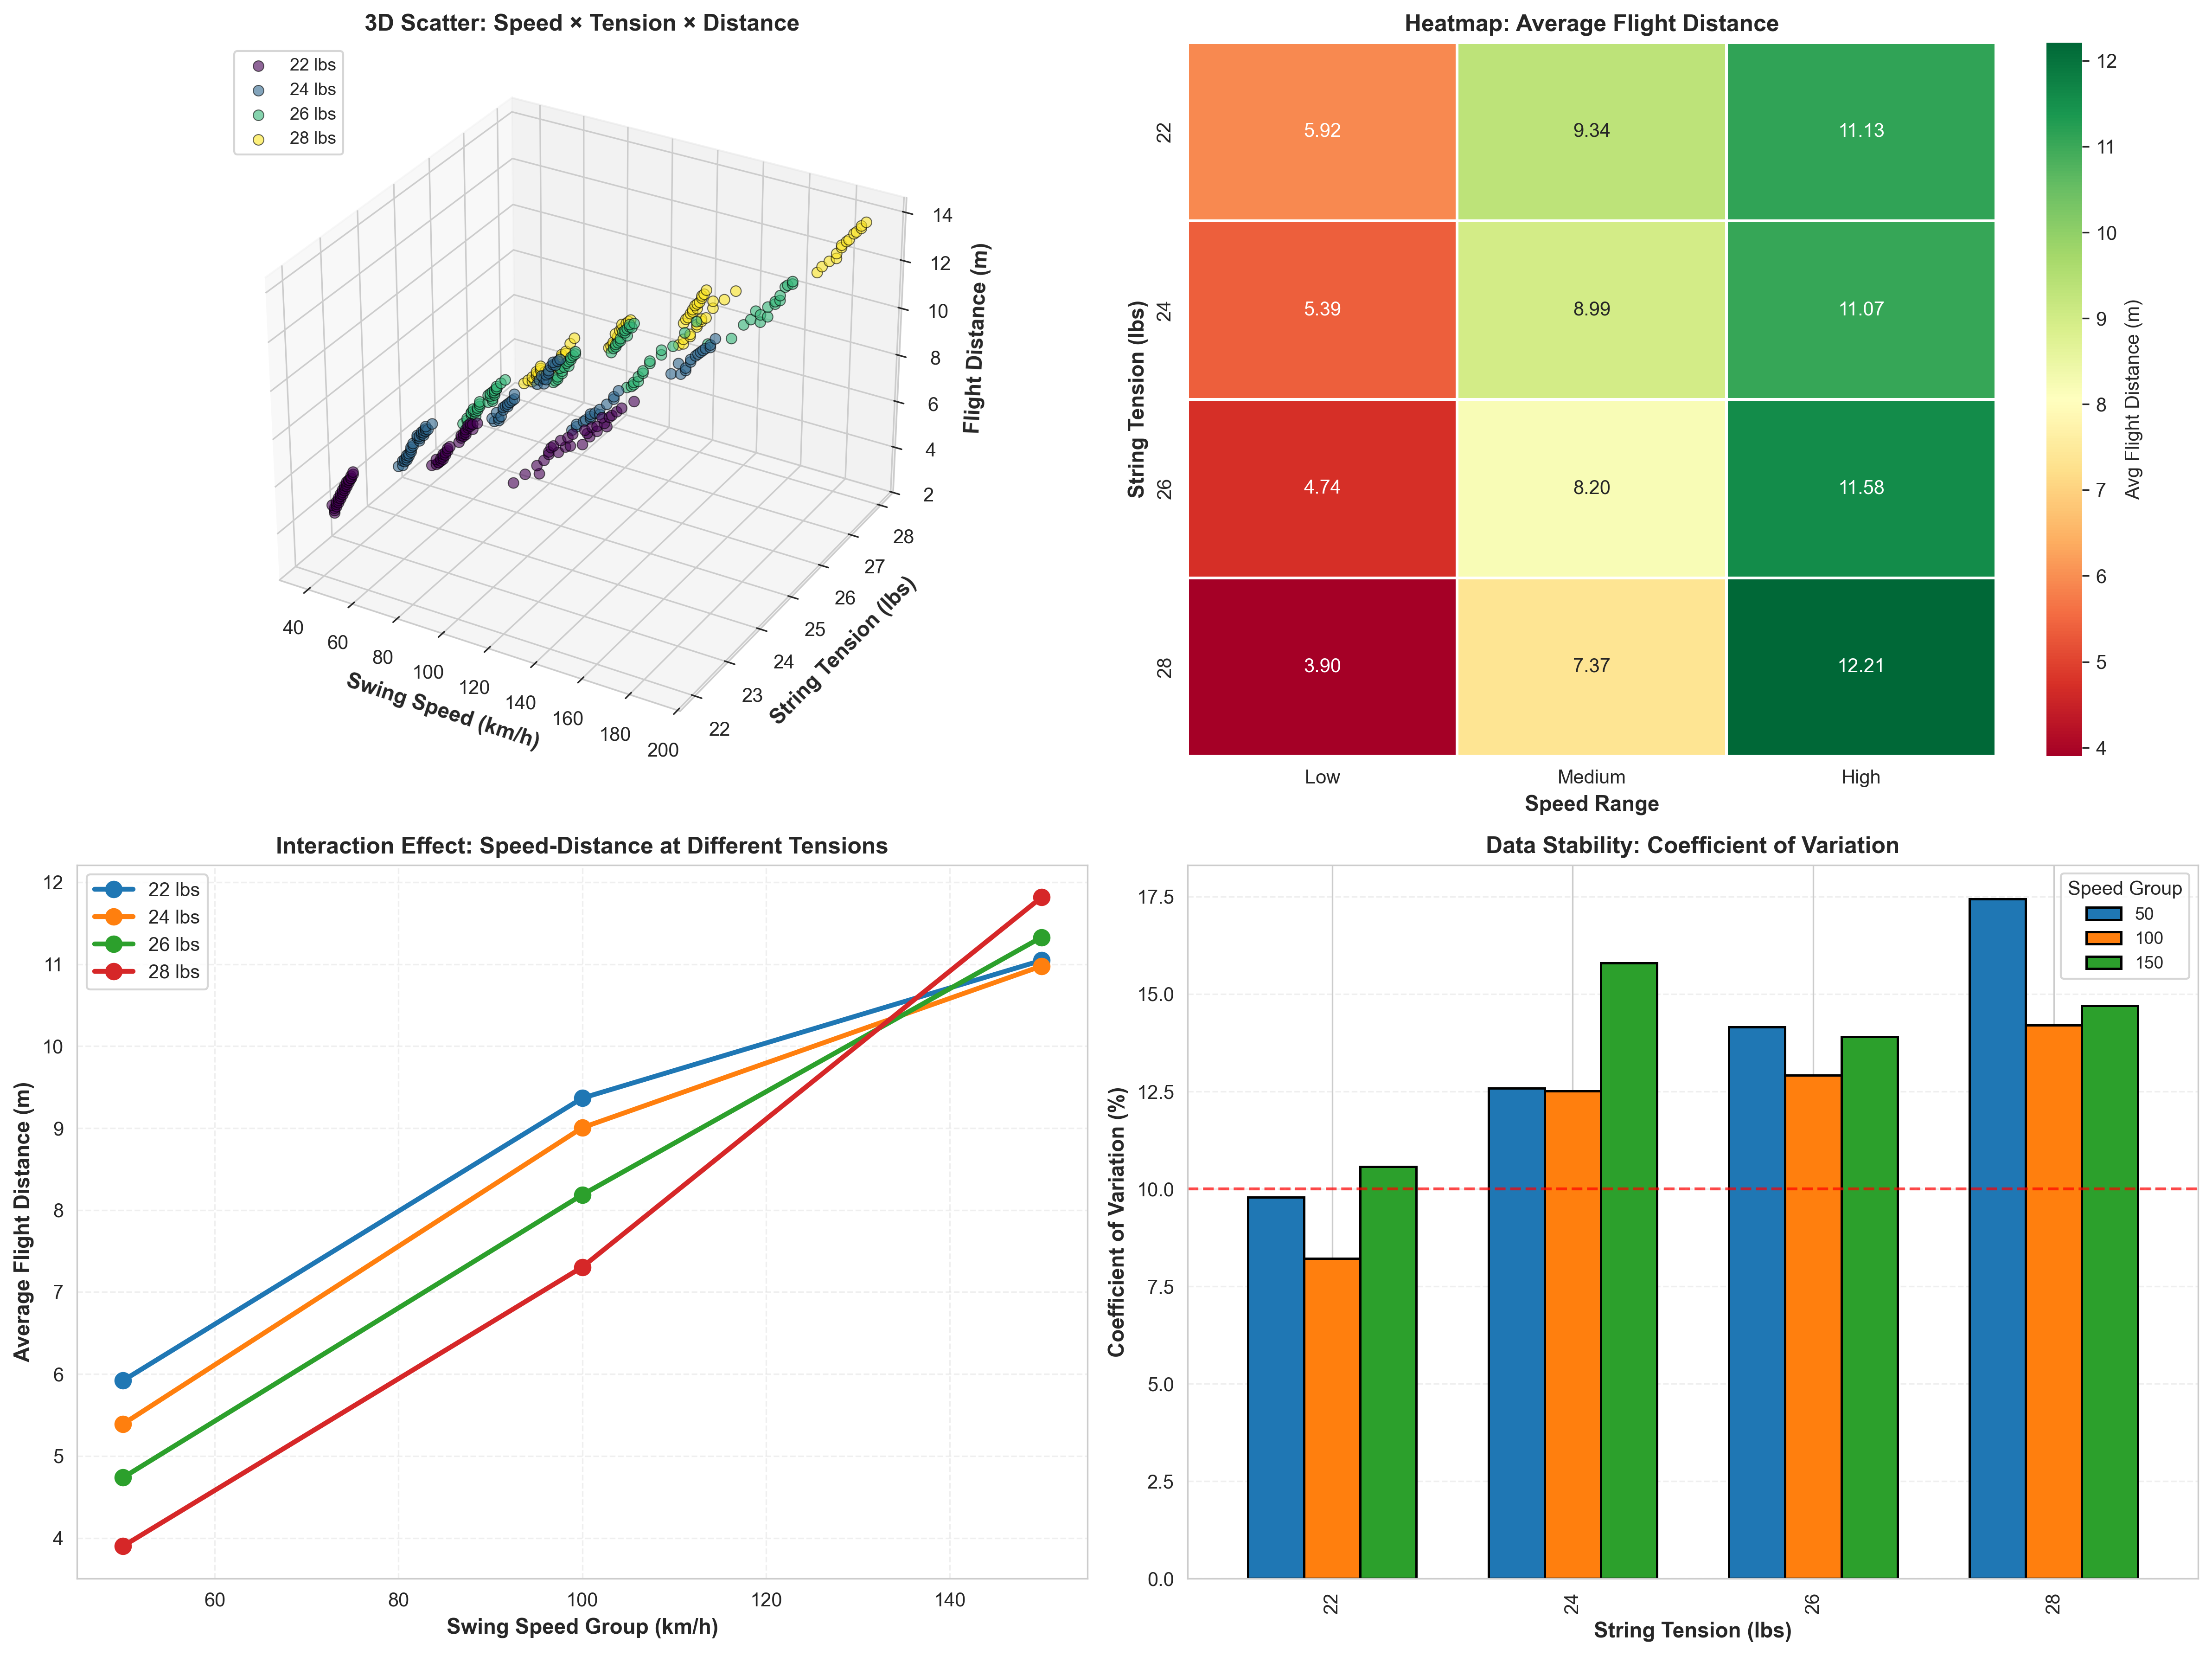 3D Scatter: Speed × Tension × Distance
22 lbs
24 lbs
26 lbs
28 lbs
14
12
10
8
6
4
2
Flight Distance (m)
40
60
80
100
120
140
160
180
200
Swing Speed (km/h)
22
23
24
25
26
27
28
String Tension (lbs)
Heatmap: Average Flight Distance
String Tension (lbs)
22
5.92
9.34
11.13
24
5.39
8.99
11.07
26
4.74
8.20
11.58
28
3.90
7.37
12.21
Low
Medium
High
Speed Range
12
11
10
9
8
7
6
5
4
Avg Flight Distance (m)
Interaction Effect: Speed-Distance at Different Tensions
22 lbs
24 lbs
26 lbs
28 lbs
12
11
10
9
8
7
6
5
4
Average Flight Distance (m)
60
80
100
120
140
Swing Speed Group (km/h)
Data Stability: Coefficient of Variation
Speed Group
50
100
150
17.5
15.0
12.5
10.0
7.5
5.0
2.5
0.0
Coefficient of Variation (%)
22
24
26
28
String Tension (lbs)